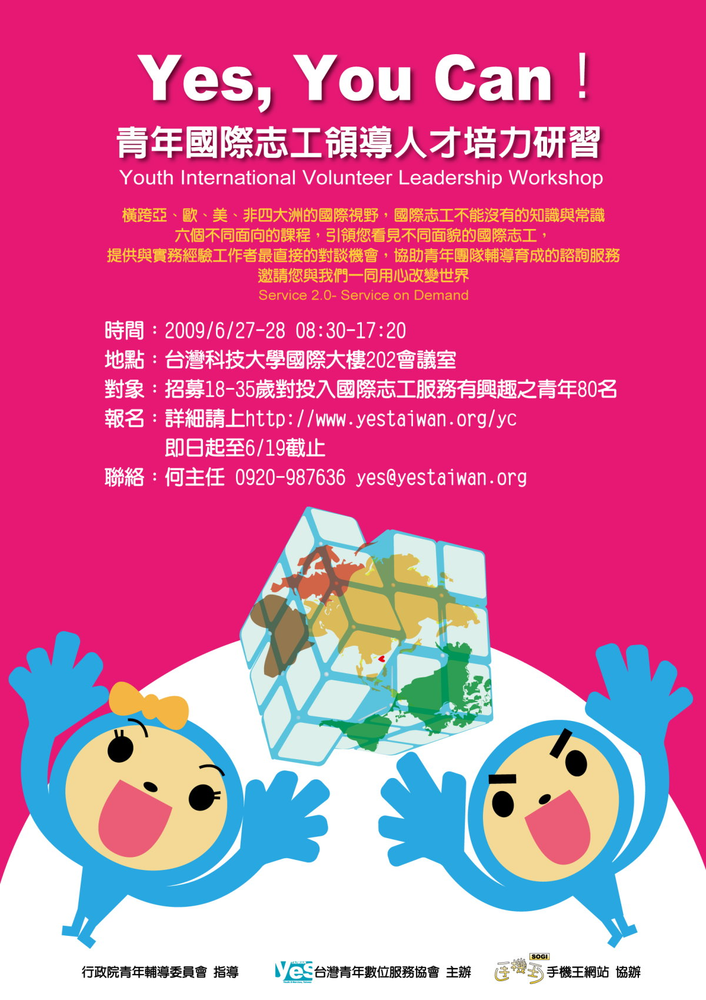 Yes, You Can！
青年國際志工領導人才培力研習
Youth International Volunteer Leadership Workshop
橫跨亞、歐、美、非四大洲的國際視野，國際志工不能沒有的知識與常識
六個不同面向的課程，引領您看見不同面貌的國際志工，
提供與實務經驗工作者最直接的對談機會，協助青年團隊輔導育成的諮詢服務
邀請您與我們一同用心改變世界
Service 2.0- Service on Demand
時間：2009/6/27-28 08:30-17:20
地點：台灣科技大學國際大樓202會議室
對象：招募18-35歲對投入國際志工服務有興趣之青年80名
報名：詳細請上http://www.yestaiwan.org/yc
即日起至6/19截止
聯絡：何主任 0920-987636 yes@yestaiwan.org
行政院青年輔導委員會 指導
TAIWAN
Yes
Youth E-Service, Taiwan
台灣青年數位服務協會 主辦
SOGI
手機王
手機王網站 協辦